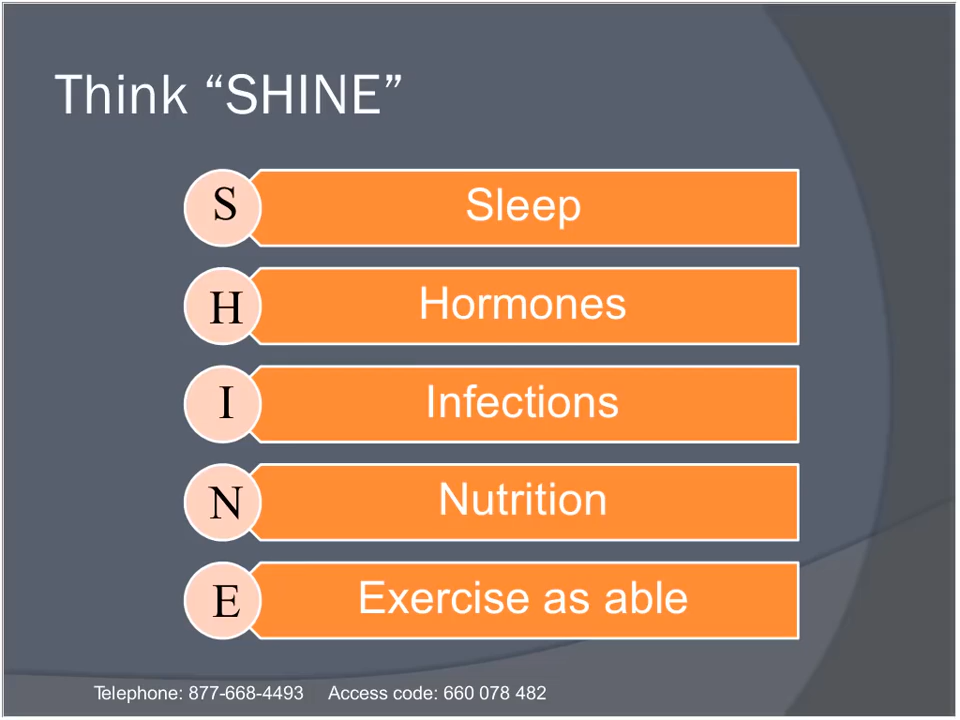 Think “SHINE”
S Sleep
H Hormones
I Infections
N Nutrition
E Exercise as able
Telephone: 877-668-4493 Access code: 660 078 482